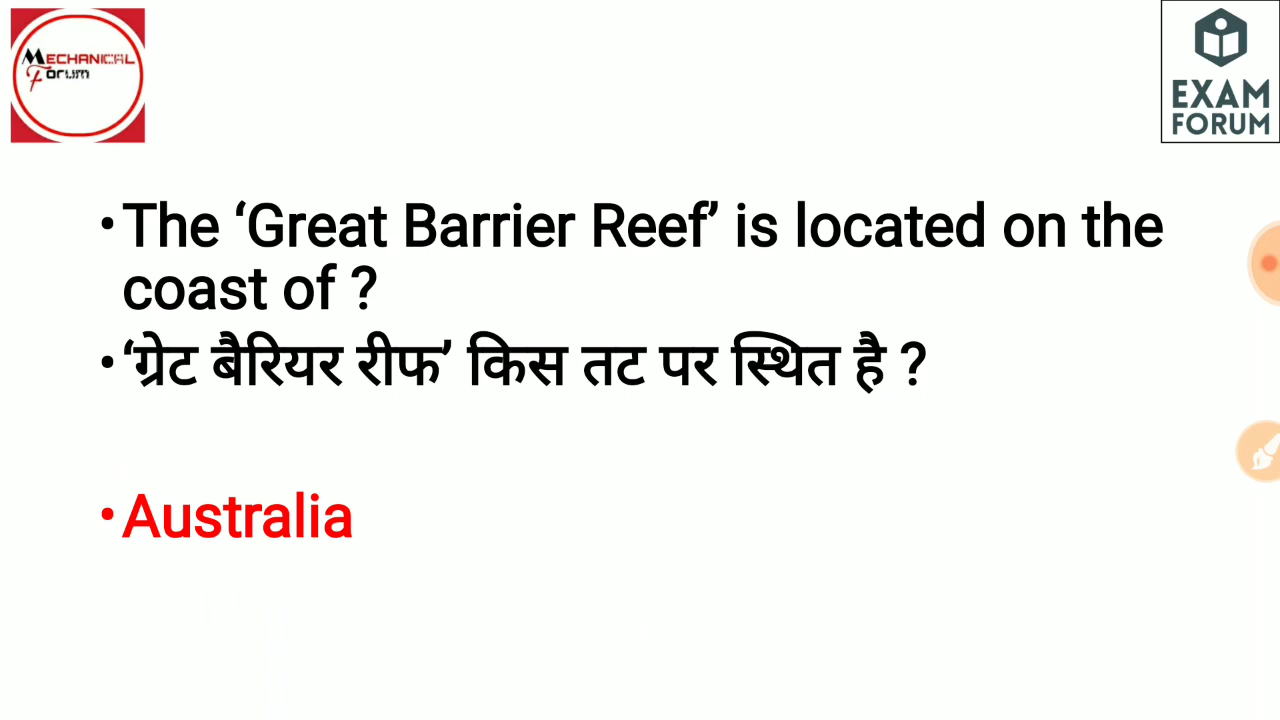 MECHANICAL
Forum
EXAM
FORUM
•The ‘Great Barrier Reef’ is located on the
coast of ?
•‘ग्रेट बैरियर रीफ’ किस तट पर स्थित है ?
•Australia